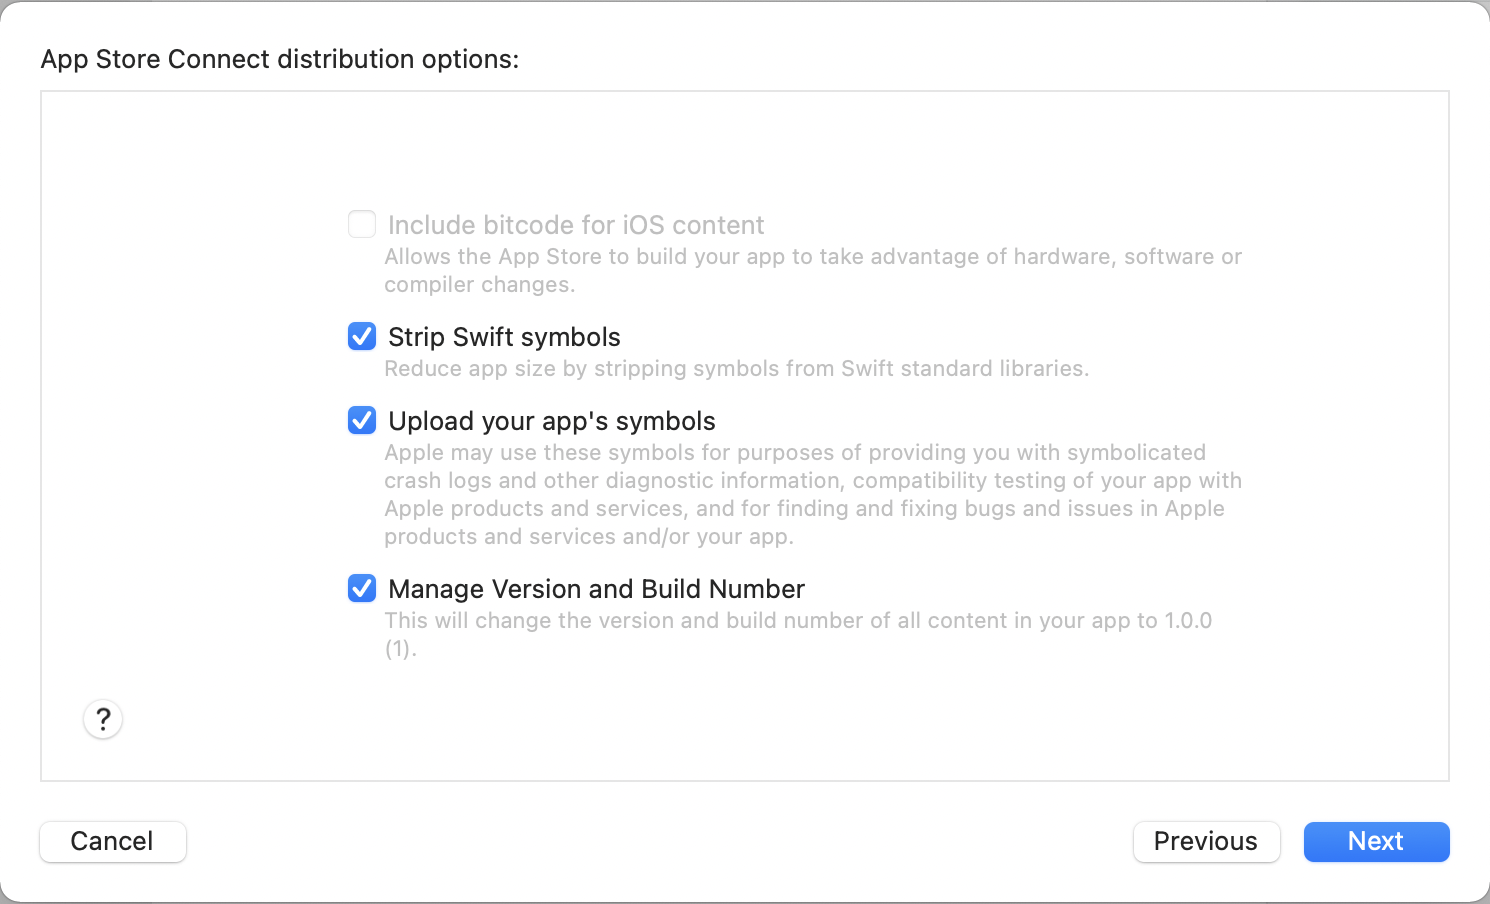 App Store Connect distribution options:
Include bitcode for iOS content
Allows the App Store to build your app to take advantage of hardware, software or
compiler changes.
Strip Swift symbols
Reduce app size by stripping symbols from Swift standard libraries.
Upload your app's symbols
Apple may use these symbols for purposes of providing you with symbolicated
crash logs and other diagnostic information, compatibility testing of your app with
Apple products and services, and for finding and fixing bugs and issues in Apple
products and services and/or your app.
Manage Version and Build Number
This will change the version and build number of all content in your app to 1.0.0
(1).
?
Cancel
Previous
Next